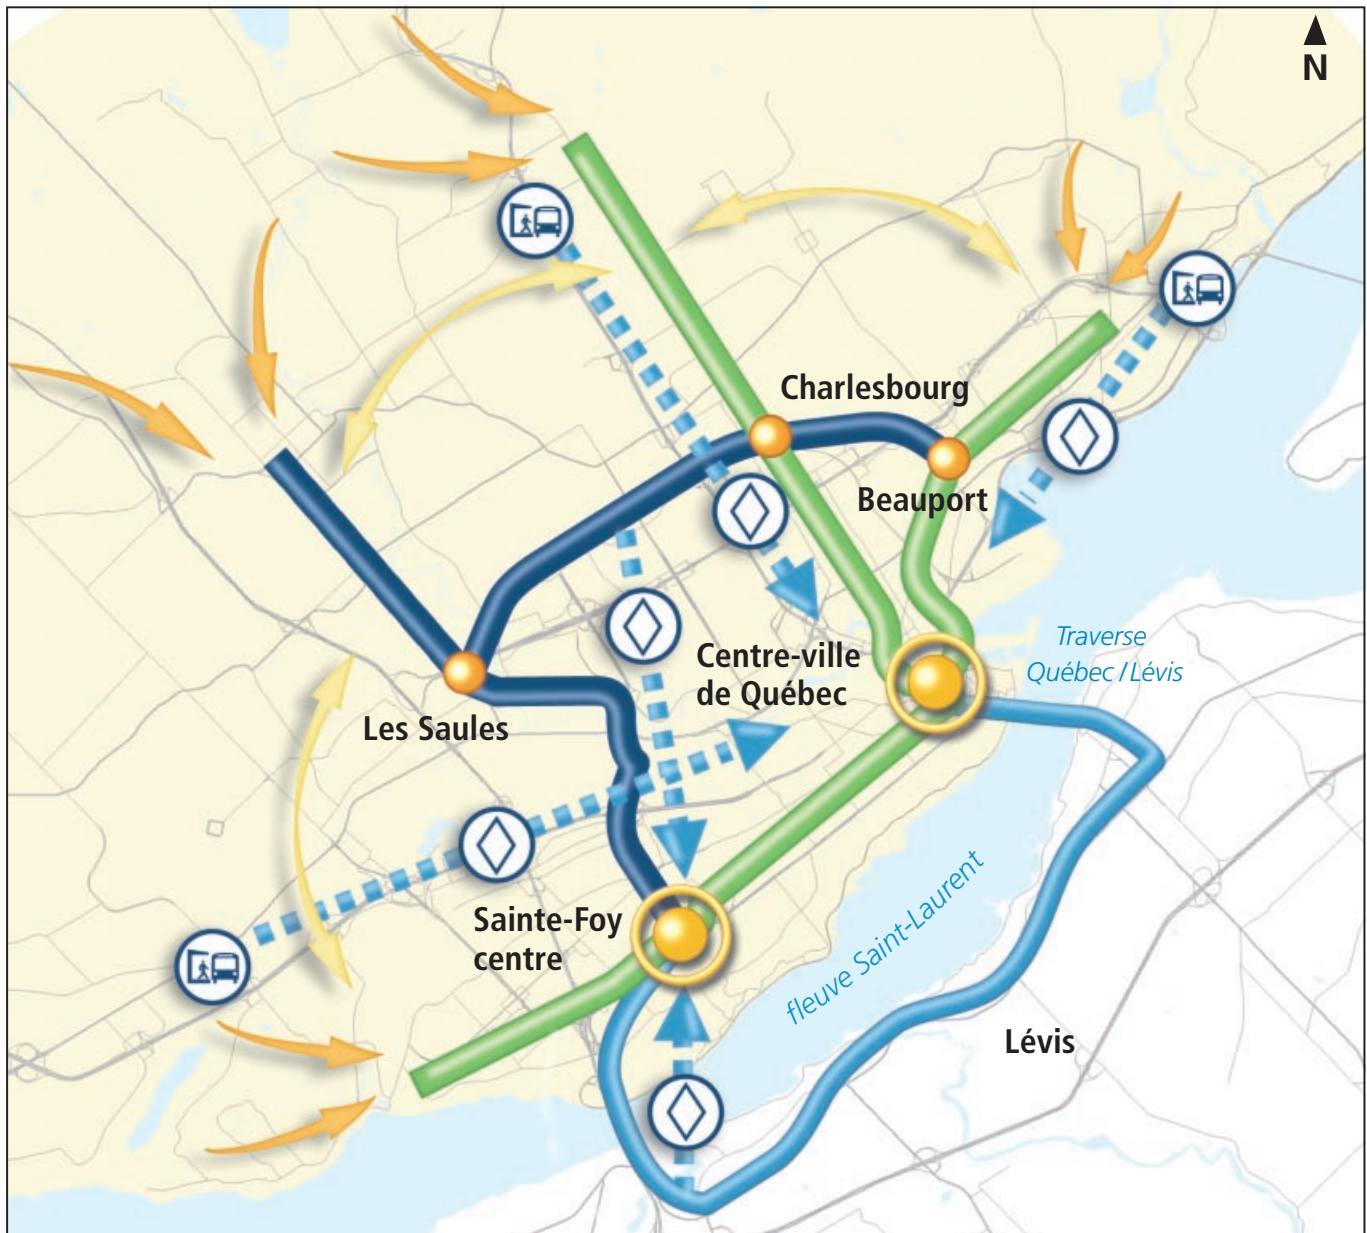 N
Charlesbourg
Beauport
Traverse
Québec / Lévis
Centre-ville
de Québec
Les Saules
fleuve Saint-Laurent
Sainte-Foy
centre
Lévis